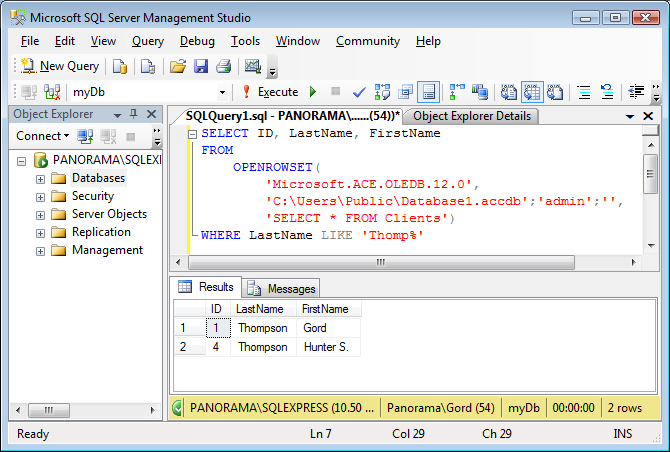 Microsoft SQL Server Management Studio
File Edit View Query Debug Tools Window Community Help
New Query
myDb Execute
Object Explorer
Connect
PANORAMA\SQLEXI
Databases
Security
Server Objects
Replication
Management
SQLQuery1.sql - PANORAMA\......(54))* Object Explorer Details
SELECT ID, LastName, FirstName
FROM
OPENROWSET(
'Microsoft.ACE.OLEDB.12.0',
'C:\Users\Public\Database1.accdb';'admin';'',
'SELECT * FROM Clients')
WHERE LastName LIKE 'Thomp%'
Results Messages
ID LastName FirstName
1 1 Thompson Gord
2 4 Thompson Hunter S.
PANORAMA\SQLEXPRESS (10.50 ... Panorama\Gord (54) myDb 00:00:00 2 rows
Ready Ln 7 Col 29 Ch 29 INS